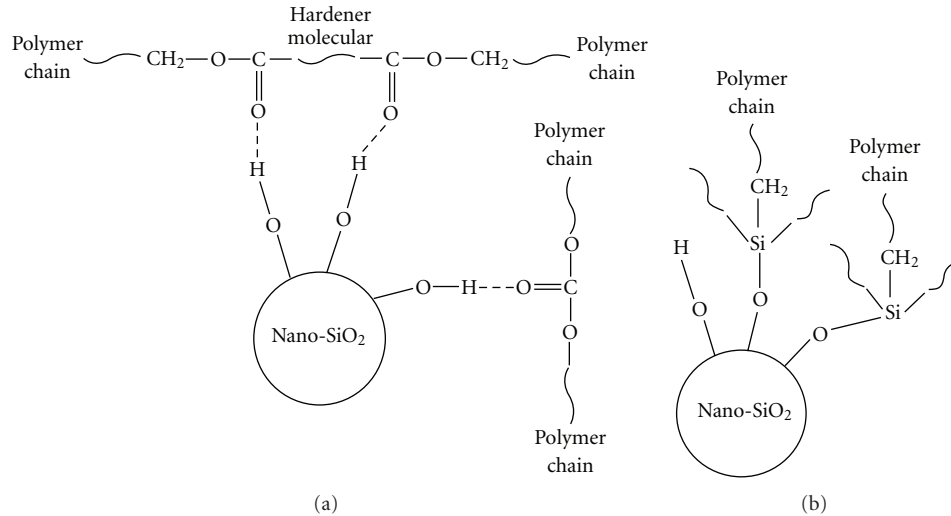 Hardener
molecular
Polymer
chain
CH₂ O C C O CH₂
Polymer
chain
O O
H H
O O
O H O C
O
O
Nano-SiO₂
Polymer
chain
Polymer
chain
(a)
Polymer
chain
Polymer
chain
CH₂
CH₂
H
Si
Si
O
O
O
Nano-SiO₂
(b)